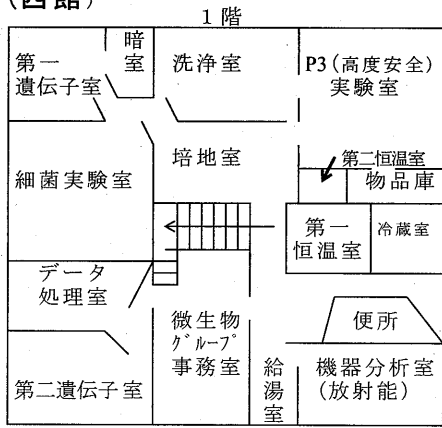 (西館)
1階
暗室
第一
遺伝子室
洗浄室
P3(高度安全)
実験室
培地室
第二恒温室
物品庫
細菌実験室
第一
恒温室
冷蔵室
データ
処理室
便所
微生物
グループ
事務室
第二遺伝子室
給湯室
機器分析室
(放射能)